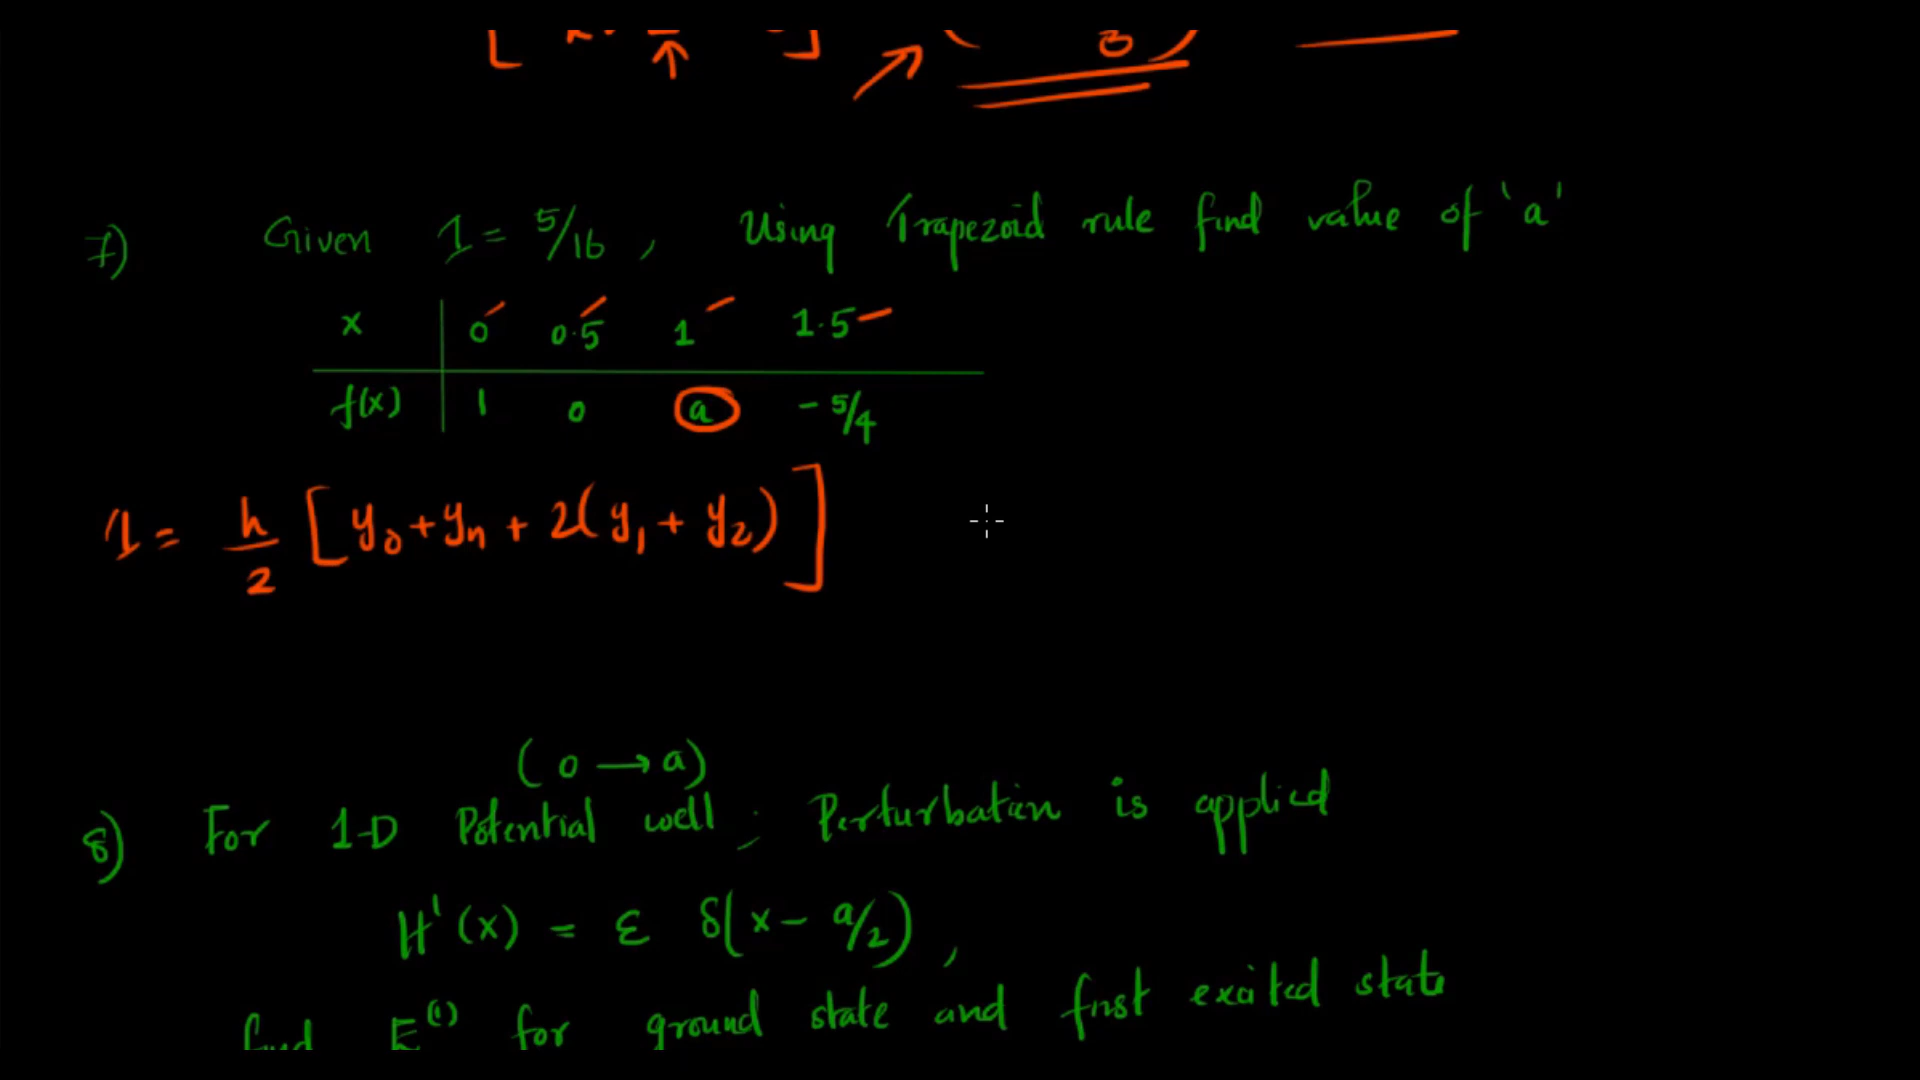 7) Given I = 5/16 , Using Trapezoid rule find value of 'a'
x | 0 0.5 1 1.5
f(x) | 1 0 a - 5/4
I = h/2 [ y0 + yn + 2( y1 + y2 ) ]
( 0 → a )
8) For 1-D Potential well ; Perturbation is applied
H'(x) = ε δ(x - a/2) ,
find E(1) for ground state and first excited state